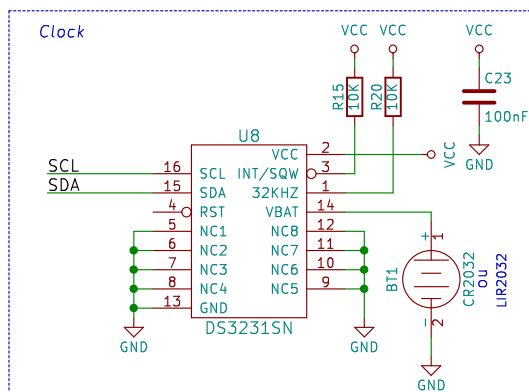 Clock
VCC
VCC
VCC
R15
10K
R20
10K
C23
100nF
GND
U8
VCC
2
VCC
SCL
16
SCL
INT/SQW
3
SDA
15
SDA
32KHZ
1
4
RST
VBAT
14
5
NC1
NC8
12
6
NC2
NC7
11
7
NC3
NC6
10
8
NC4
NC5
9
13
GND
DS3231SN
GND
GND
BT1
+
1
CR2032
ou
LIR2032
−
2
GND